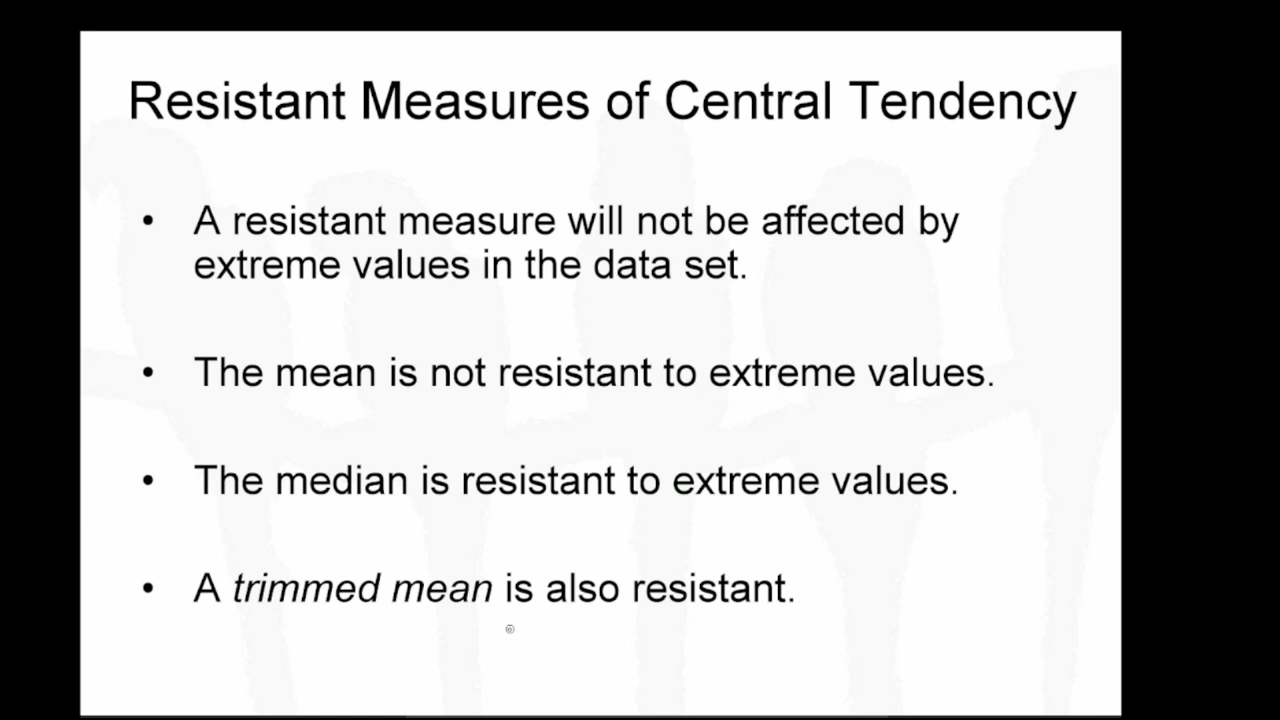 Resistant Measures of Central Tendency
• A resistant measure will not be affected by
extreme values in the data set.
• The mean is not resistant to extreme values.
• The median is resistant to extreme values.
• A trimmed mean is also resistant.